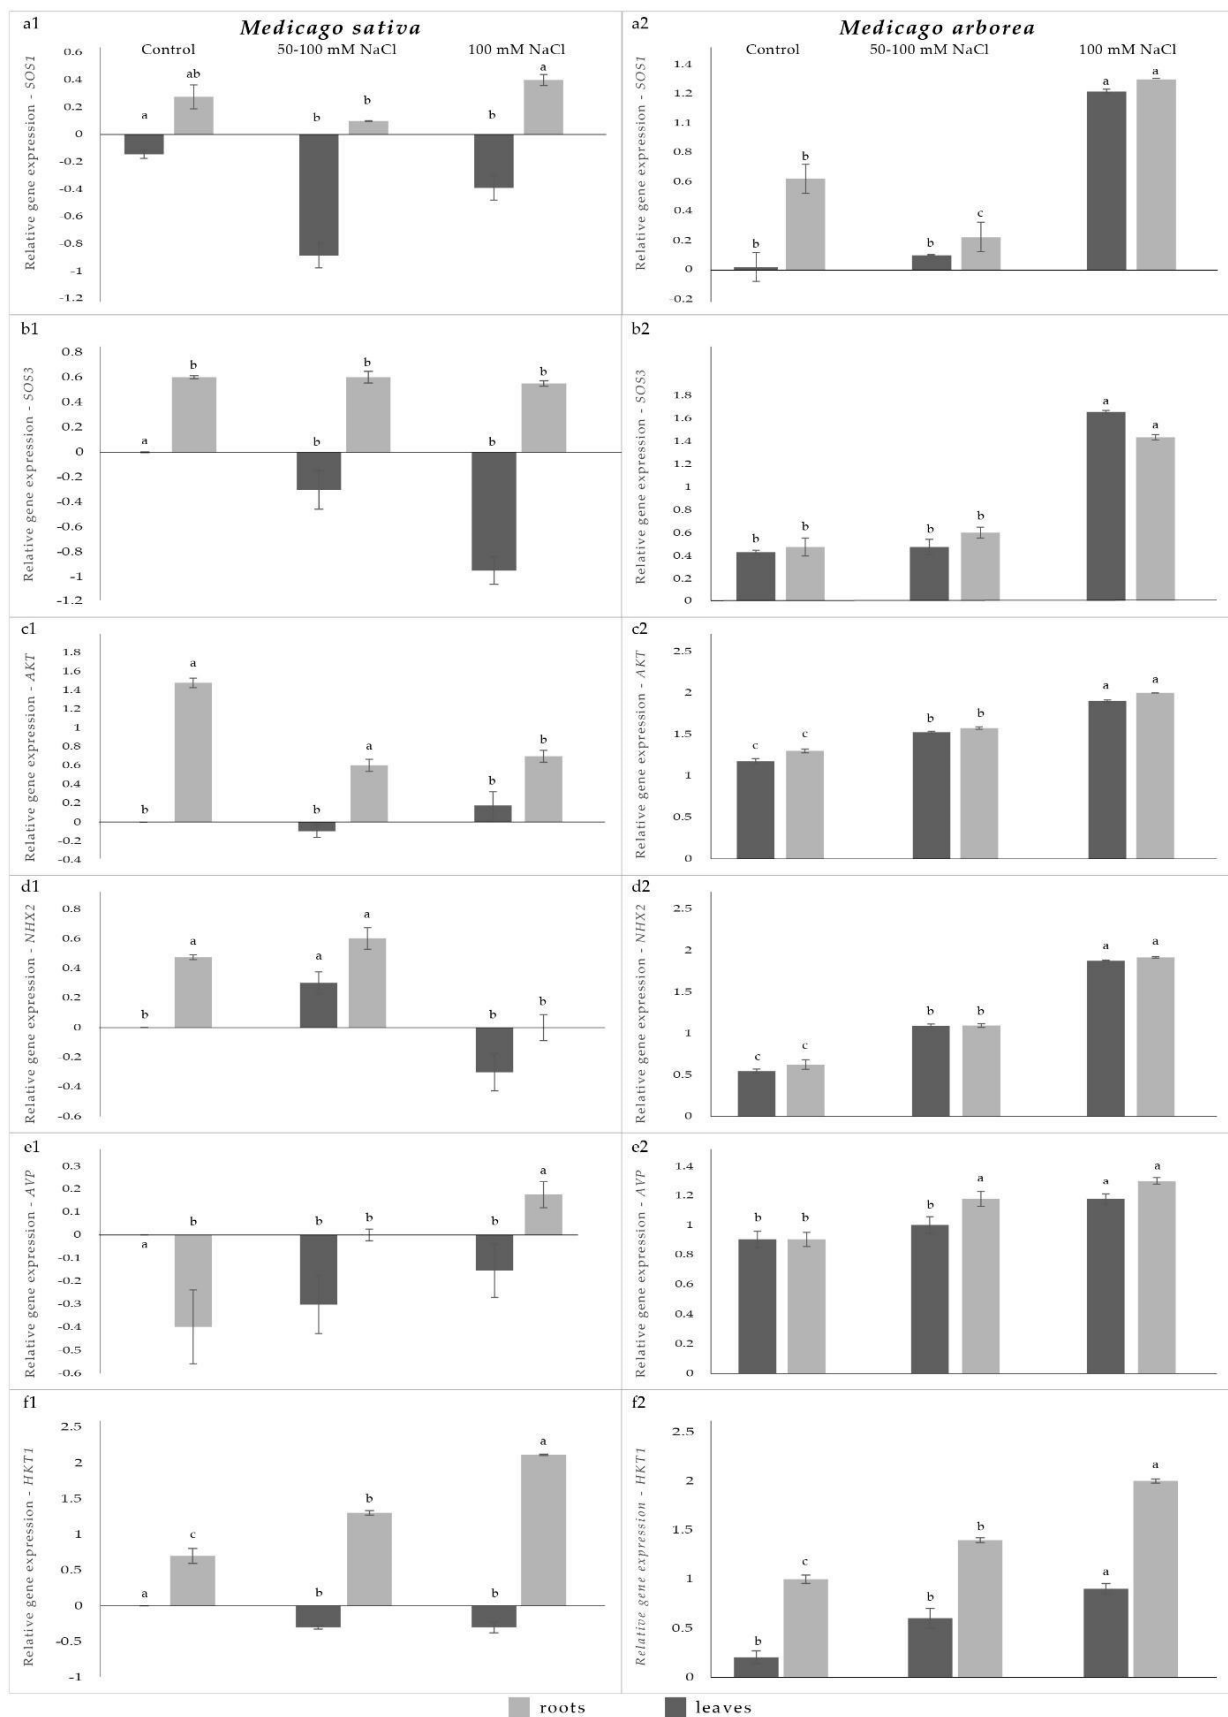 a1
Medicago sativa
Control
50-100 mM NaCl
100 mM NaCl
Relative gene expression - SOS1
0.6
0.4
0.2
0
-0.2
-0.4
-0.6
-0.8
-1
-1.2
a
ab
b
b
b
a
a2
Medicago arborea
Control
50-100 mM NaCl
100 mM NaCl
Relative gene expression - SOS1
1.4
1.2
1.1
0.8
0.6
0.4
0.2
0
-0.2
b
b
b
c
a
a
b1
Relative gene expression - SOS3
0.8
0.6
0.4
0.2
0
-0.2
-0.4
-0.6
-0.8
-1
-1.2
a
b
b
b
b
b
b2
Relative gene expression - SOS3
1.8
1.6
1.4
1.2
1
0.8
0.6
0.4
0.2
0
b
b
b
b
a
a
c1
Relative gene expression - AKT
1.8
1.6
1.4
1.2
1
0.8
0.6
0.4
0.2
0
-0.2
-0.4
b
a
b
a
b
b
c2
Relative gene expression - AKT
2.5
2
1.5
1
0.5
0
c
c
b
b
a
a
d1
Relative gene expression - NHX2
0.8
0.6
0.4
0.2
0
-0.2
-0.4
-0.6
b
a
a
a
b
b
d2
Relative gene expression - NHX2
2.5
2
1.5
1
0.5
0
c
c
b
b
a
a
e1
Relative gene expression - AVP
0.3
0.2
0.1
0
-0.1
-0.2
-0.3
-0.4
-0.5
-0.6
a
b
b
b
b
a
e2
Relative gene expression - AVP
1.4
1.2
1
0.8
0.6
0.4
0.2
0
b
b
b
a
a
a
f1
Relative gene expression - HKT1
2.5
2
1.5
1
0.5
0
-0.5
-1
a
c
b
b
b
a
f2
Relative gene expression - HKT1
2.5
2
1.5
1
0.5
0
b
c
b
b
a
a
roots
leaves